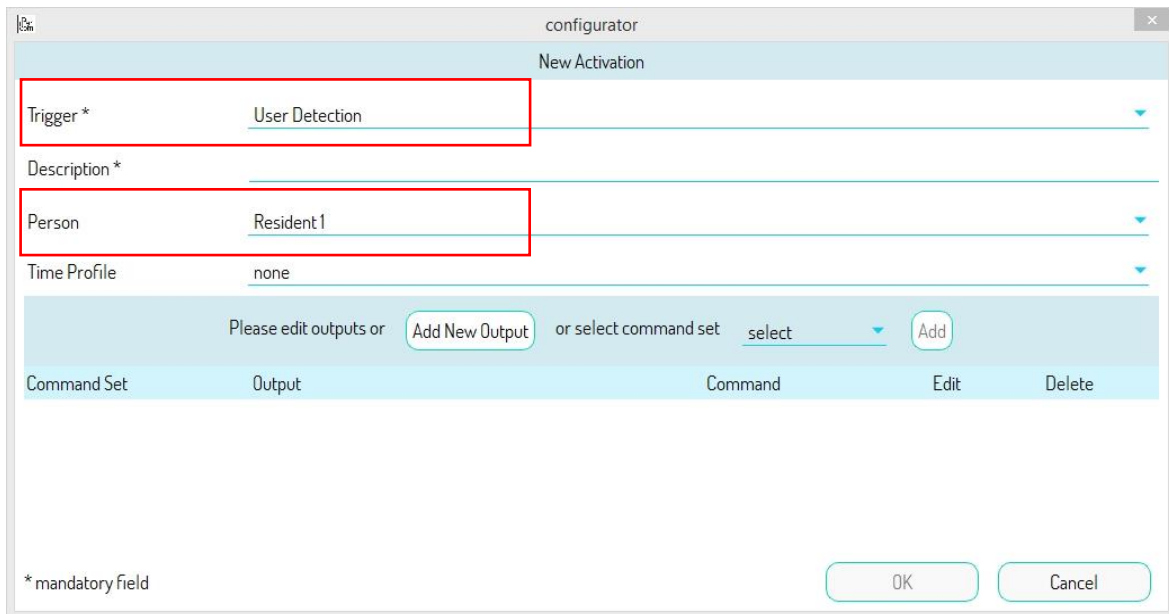 configurator
New Activation
Trigger * User Detection
Description *
Person Resident 1
Time Profile none
Please edit outputs or Add New Output or select command set select Add
Command Set Output Command Edit Delete
* mandatory field OK Cancel